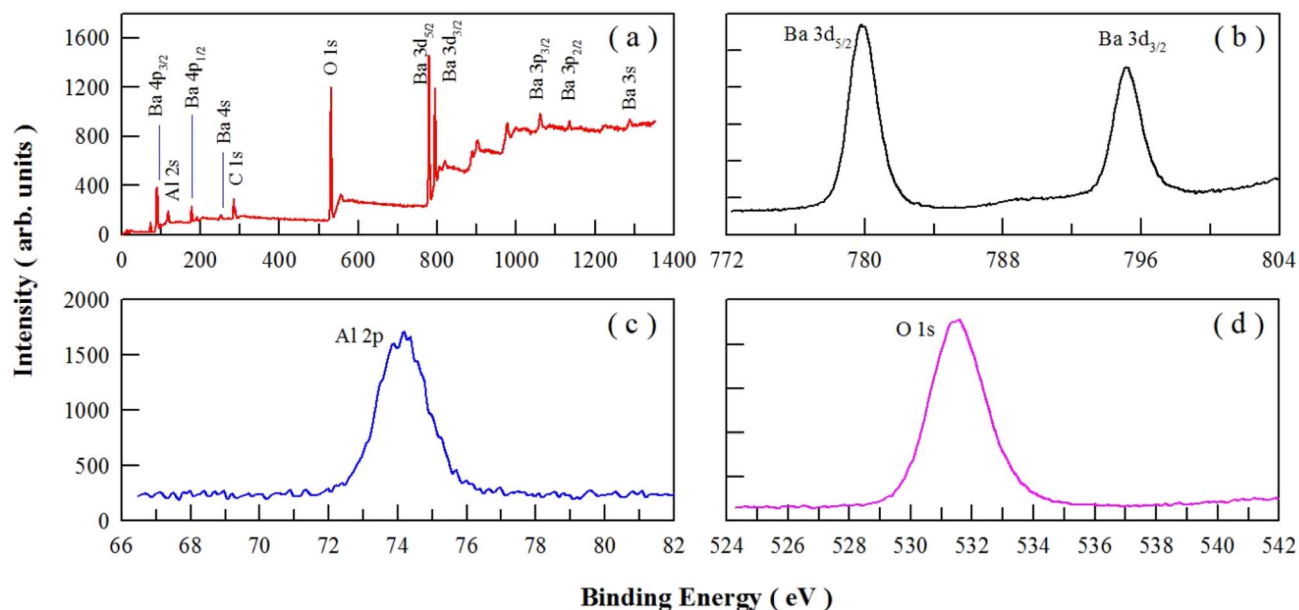 Intensity ( arb. units )
( a )
1600
1200
800
400
0
Ba 4p3/2
Al 2s
Ba 4p1/2
Ba 4s
C 1s
O 1s
Ba 3d5/2
Ba 3d3/2
Ba 3p3/2
Ba 3p2/2
Ba 3s
0 200 400 600 800 1000 1200 1400
( b )
Ba 3d5/2
Ba 3d3/2
772 780 788 796 804
( c )
2000
1500
1000
500
0
Al 2p
66 68 70 72 74 76 78 80 82
( d )
O 1s
524 526 528 530 532 534 536 538 540 542
Binding Energy ( eV )